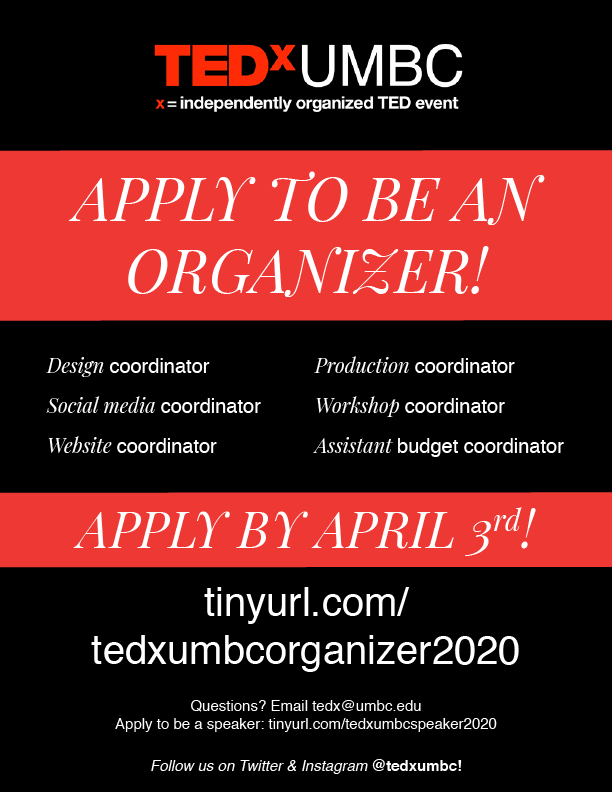 TEDxUMBC
x = independently organized TED event
APPLY TO BE AN
ORGANIZER!
Design coordinator
Social media coordinator
Website coordinator
Production coordinator
Workshop coordinator
Assistant budget coordinator
APPLY BY APRIL 3rd!
tinyurl.com/
tedxumbcorganizer2020
Questions? Email tedx@umbc.edu
Apply to be a speaker: tinyurl.com/tedxumbcspeaker2020
Follow us on Twitter & Instagram @tedxumbc!